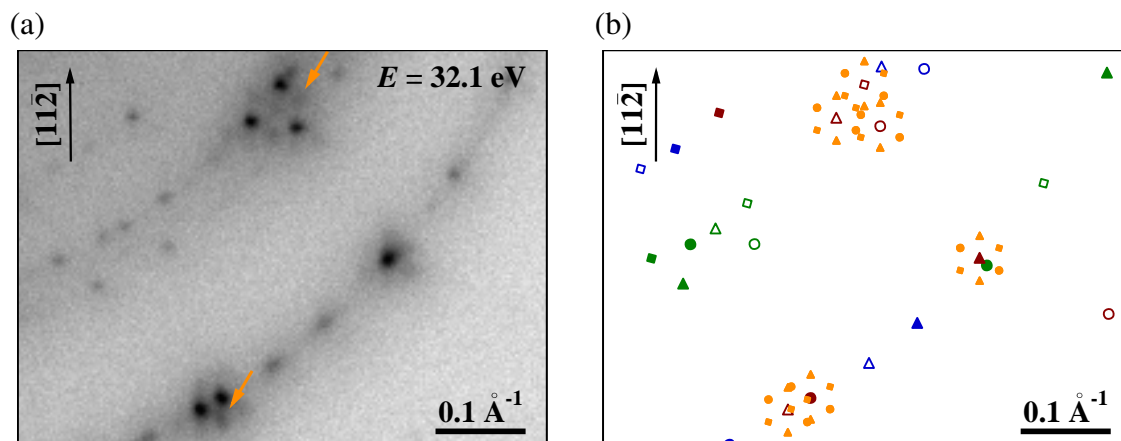 (a)
[112̄]
E = 32.1 eV
0.1 Å⁻¹
(b)
[112̄]
0.1 Å⁻¹